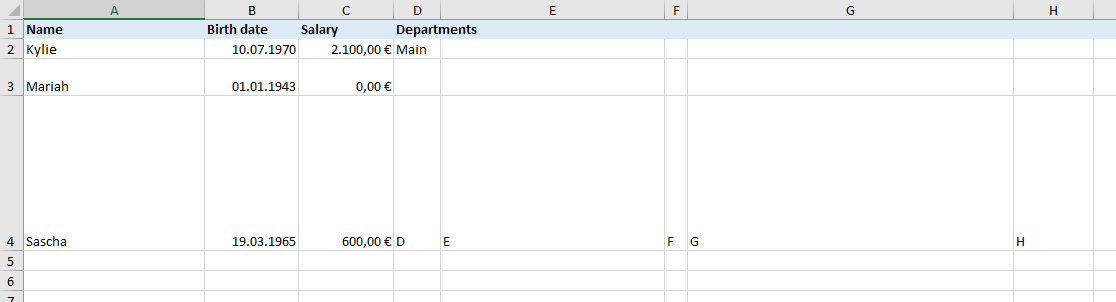 A B C D E F G H
1 Name Birth date Salary Departments
2 Kylie 10.07.1970 2.100,00 € Main
3 Mariah 01.01.1943 0,00 €
4 Sascha 19.03.1965 600,00 € D E F G H
5
6
7